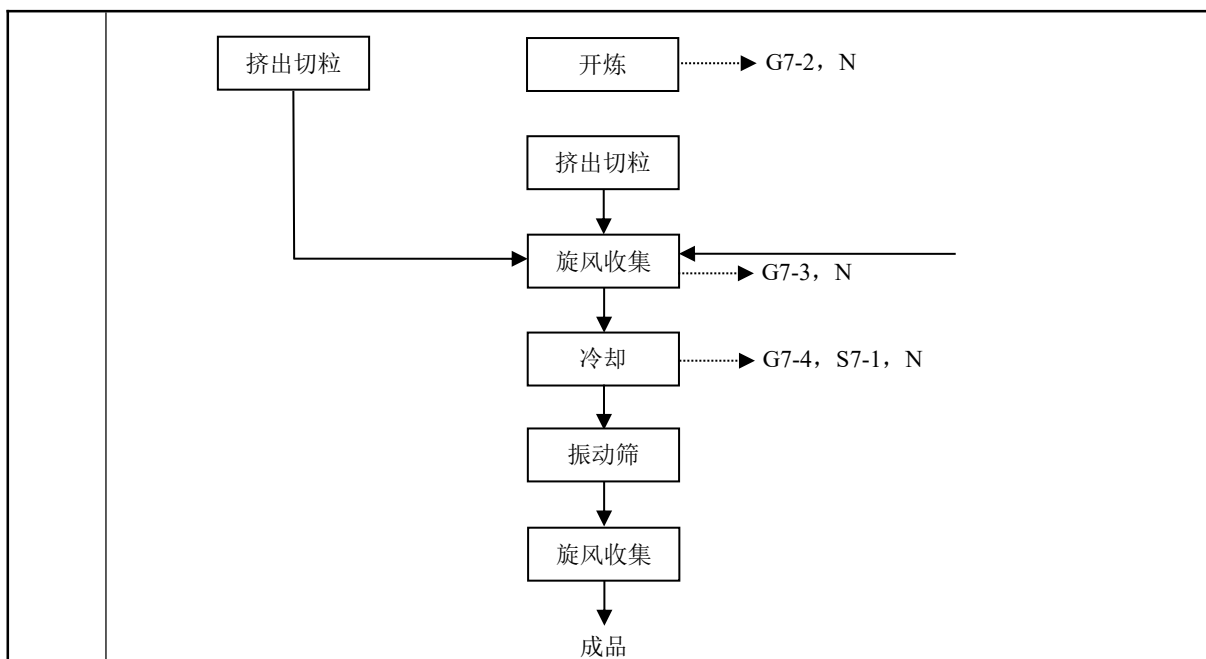 挤出切粒
开炼
G7-2，N
挤出切粒
旋风收集
G7-3，N
冷却
G7-4，S7-1，N
振动筛
旋风收集
成品